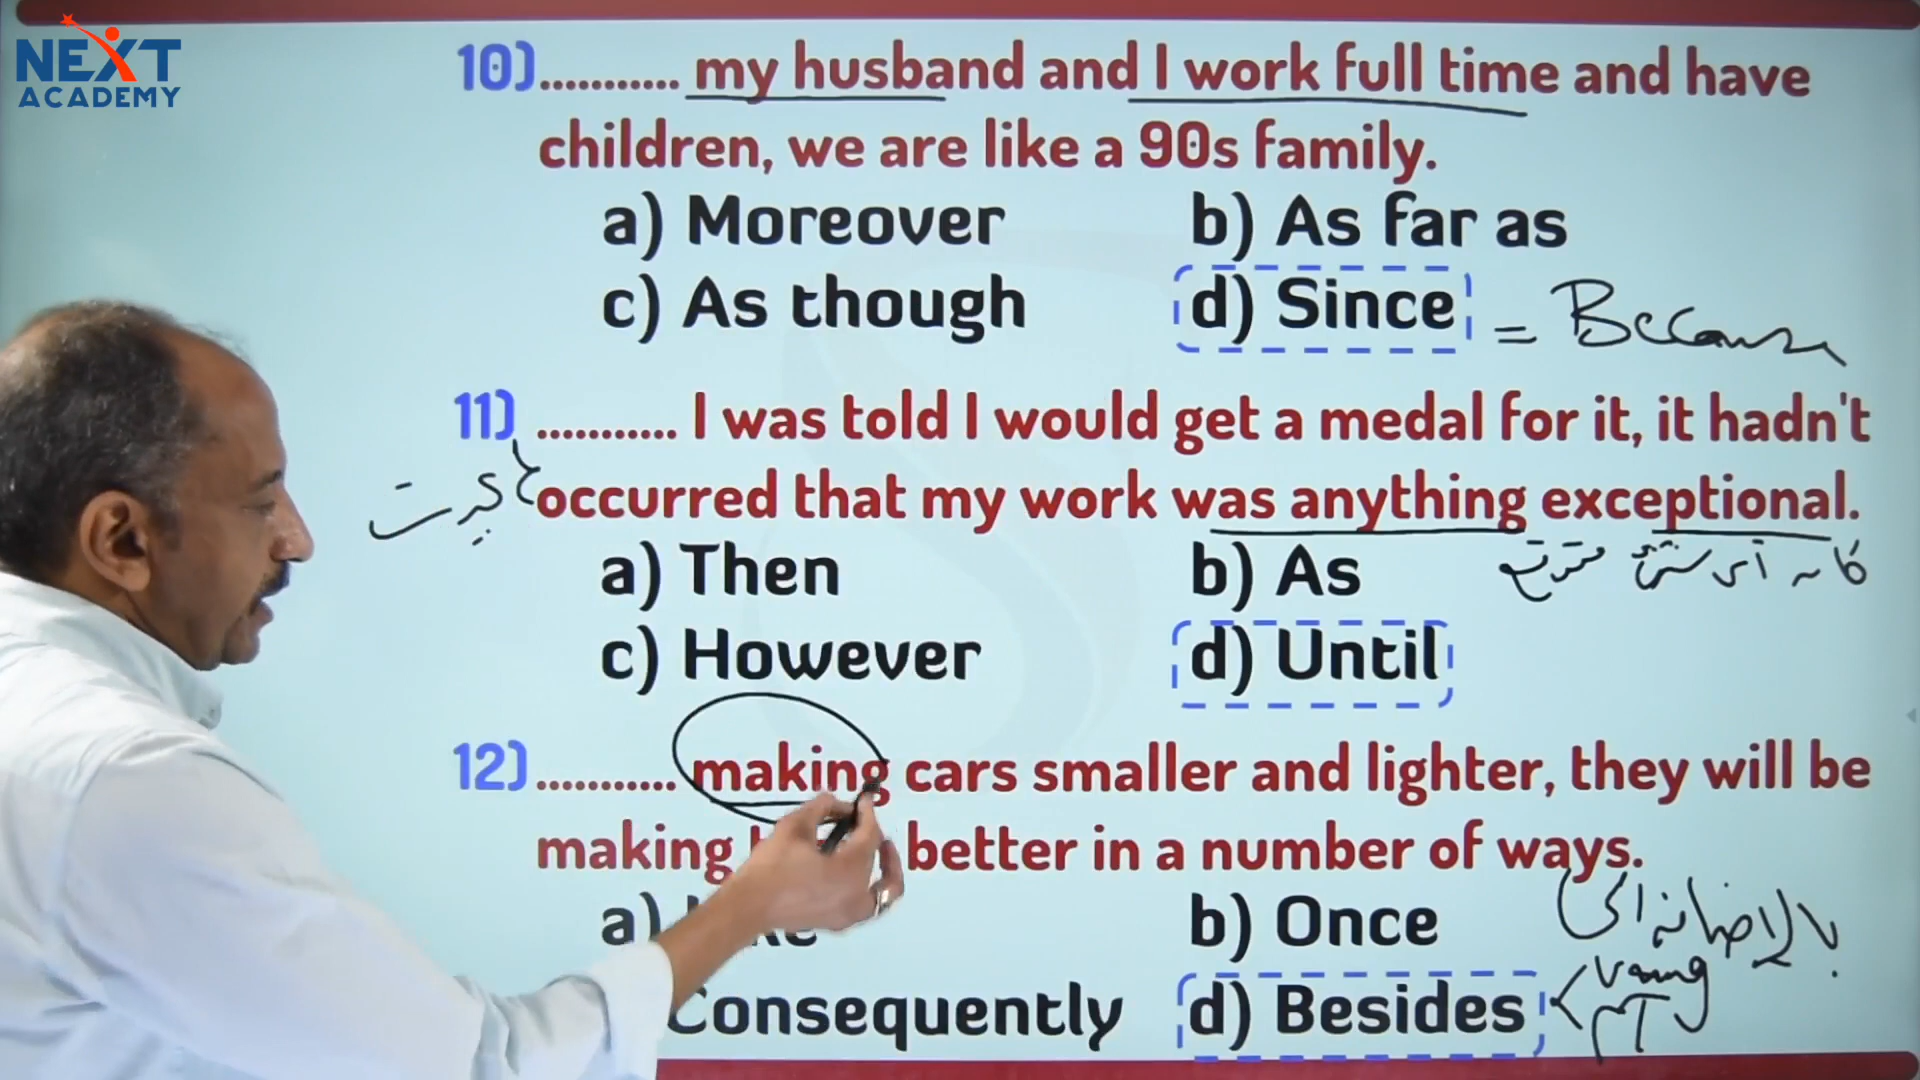 NEXT
ACADEMY
10)........... my husband and I work full time and have
children, we are like a 90s family.
a) Moreover b) As far as
c) As though d) Since = Because
11) ........... I was told I would get a medal for it, it hadn't
occurred that my work was anything exceptional.
a) Then b) As
c) However d) Until
12)........... making cars smaller and lighter, they will be
making better in a number of ways.
a) b) Once
بالإضافة الى
Consequently d) Besides